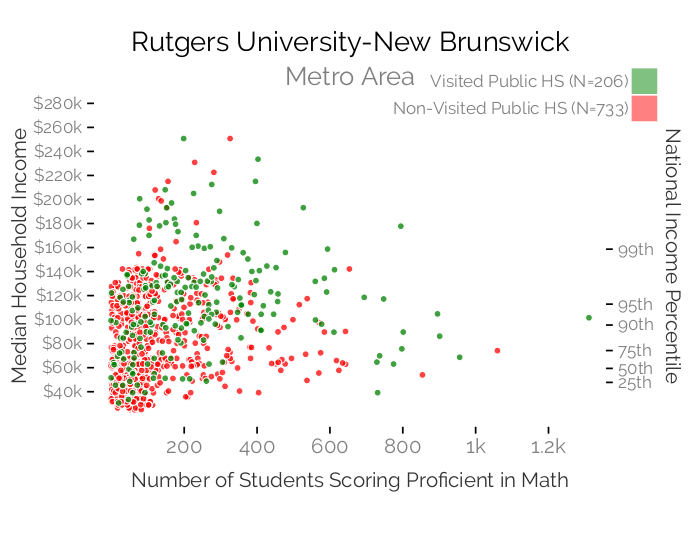 Rutgers University-New Brunswick
Metro Area
Visited Public HS (N=206)
Non-Visited Public HS (N=733)
Median Household Income
$280k
$260k
$240k
$220k
$200k
$180k
$160k
$140k
$120k
$100k
$80k
$60k
$40k
National Income Percentile
99th
95th
90th
75th
50th
25th
200
400
600
800
1k
1.2k
Number of Students Scoring Proficient in Math